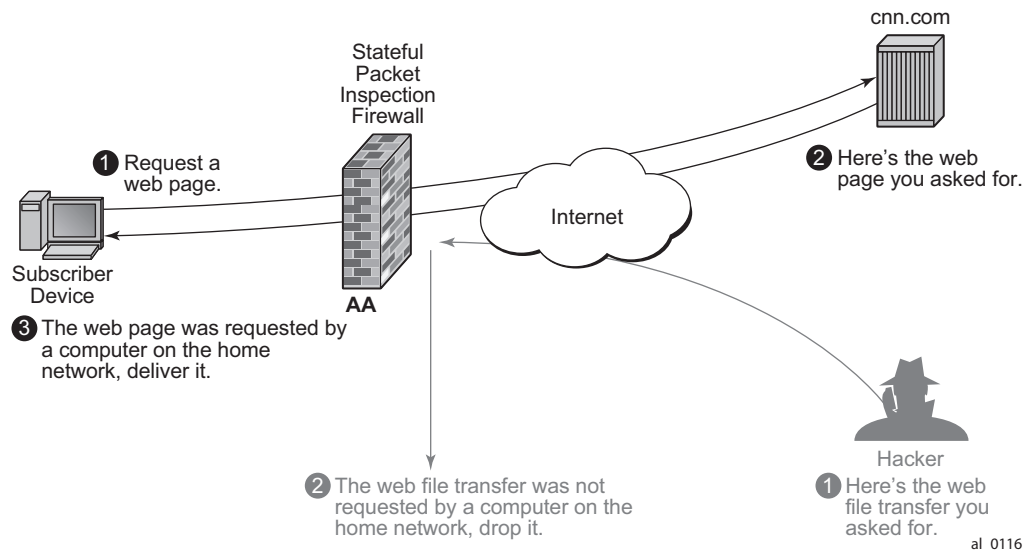 cnn.com
Stateful
Packet
Inspection
Firewall
1 Request a
web page.
2 Here's the web
page you asked for.
Internet
Subscriber
Device
AA
3 The web page was requested by
a computer on the home
network, deliver it.
Hacker
1 Here's the web
file transfer you
asked for.
2 The web file transfer was not
requested by a computer on the
home network, drop it.
al_0116